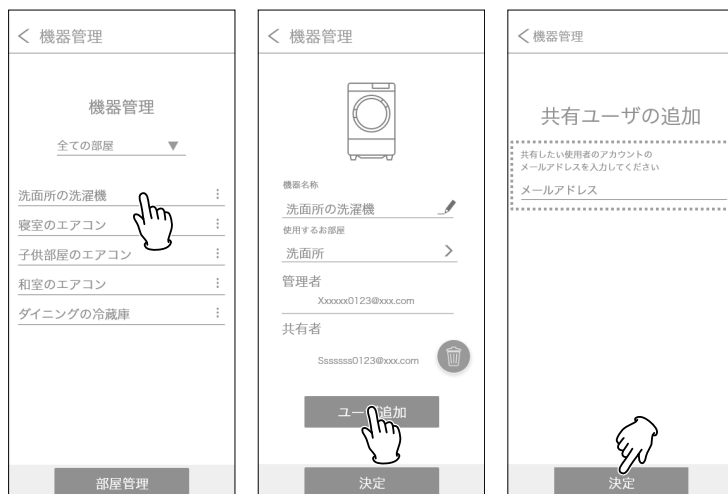 機器管理
機器管理
全ての部屋 ▼
洗面所の洗濯機
寝室のエアコン
子供部屋のエアコン
和室のエアコン
ダイニングの冷蔵庫
部屋管理
機器管理
機器名称
洗面所の洗濯機
使用するお部屋
洗面所
管理者
Xxxxxx0123@xxx.com
共有者
Sssssss0123@xxx.com
ユー 追加
決定
機器管理
共有ユーザの追加
共有したい使用者のアカウントの
メールアドレスを入力してください
メールアドレス
決定